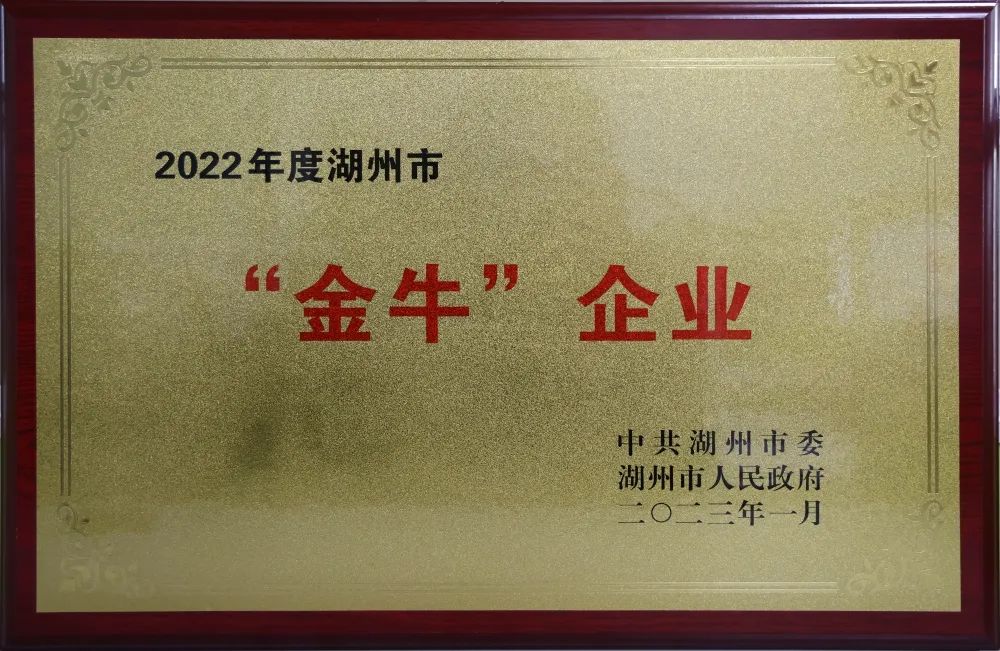 2022年度湖州市
“金牛”企业
中共湖州市委
湖州市人民政府
二〇二三年一月